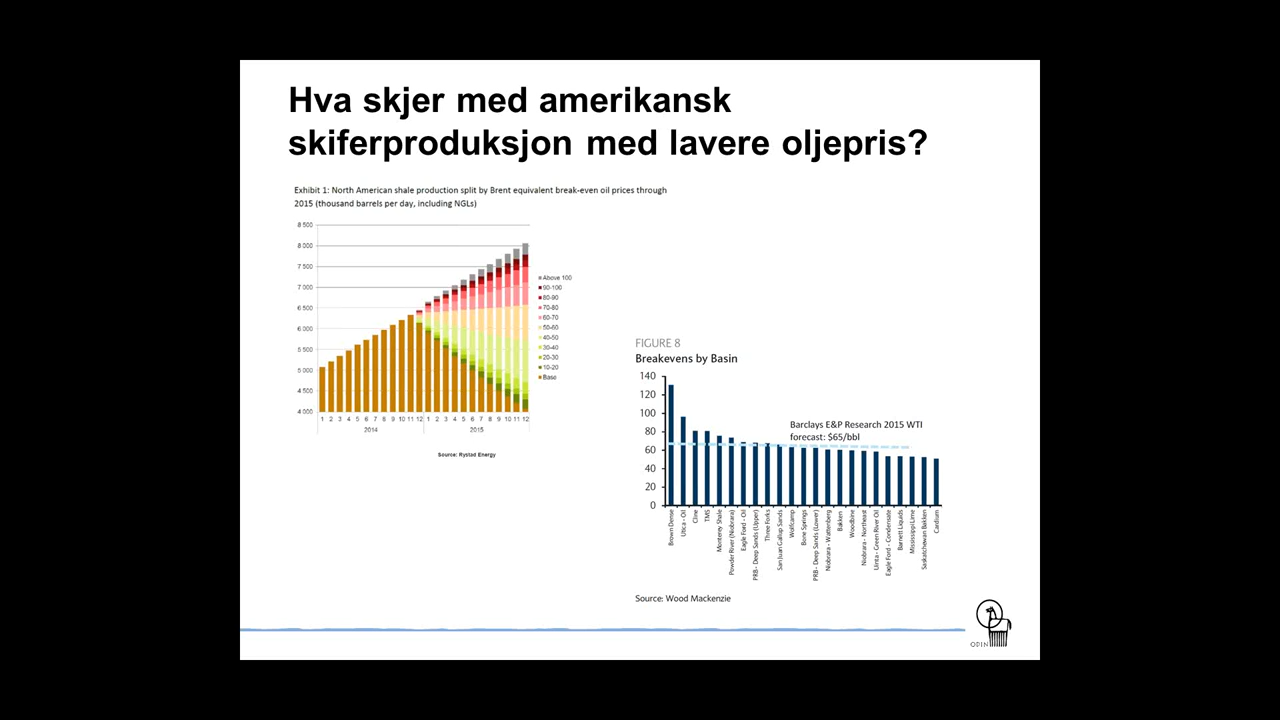 Hva skjer med amerikansk
skiferproduksjon med lavere oljepris?
Exhibit 1: North American shale production split by Brent equivalent break-even oil prices through
2015 (thousand barrels per day, including NGLs)
8 500
8 000
7 500
7 000
6 500
6 000
5 500
5 000
4 500
4 000
Above 100
90-100
80-90
70-80
60-70
50-60
40-50
30-40
20-30
10-20
Base
1 2 3 4 5 6 7 8 9 10 11 12 1 2 3 4 5 6 7 8 9 10 11 12
2014 2015
Source: Rystad Energy
FIGURE 8
Breakevens by Basin
140
120
100
80
60
40
20
0
Barclays E&P Research 2015 WTI
forecast: $65/bbl
Brown Dense
Utica - Oil
Cline
TMS
Monterey Shale
Powder River (Niobrara)
Eagle Ford - Oil
PRB - Deep Sands (Upper)
Three Forks
San Juan Gallup Sands
Wolfcamp
Bone Springs
PRB - Deep Sands (Lower)
Niobrara - Wattenberg
Bakken
Woodbine
Niobrara - Northeast
Uinta - Green River Oil
Eagle Ford - Condensate
Barnett Liquids
Mississippi Lime
Saskatchewan Bakken
Cardium
Source: Wood Mackenzie
ODIN